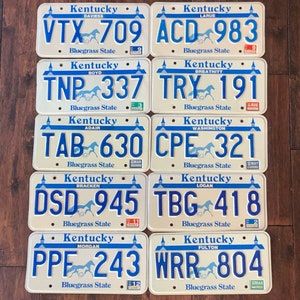 Kentucky
DAVIESS
VTX 709
Bluegrass State
Kentucky
LARUE
ACD 983
Bluegrass State
Kentucky
BOYD
TNP 337
Bluegrass State
Kentucky
BREATHITT
TRY 191
Bluegrass State
Kentucky
ADAIR
TAB 630
Bluegrass State
Kentucky
WASHINGTON
CPE 321
Bluegrass State
Kentucky
BRACKEN
DSD 945
11
Bluegrass State
Kentucky
LOGAN
TBG 418
Bluegrass State
Kentucky
MORGAN
PPF 243
12
Bluegrass State
Kentucky
FULTON
WRR 804
Bluegrass State